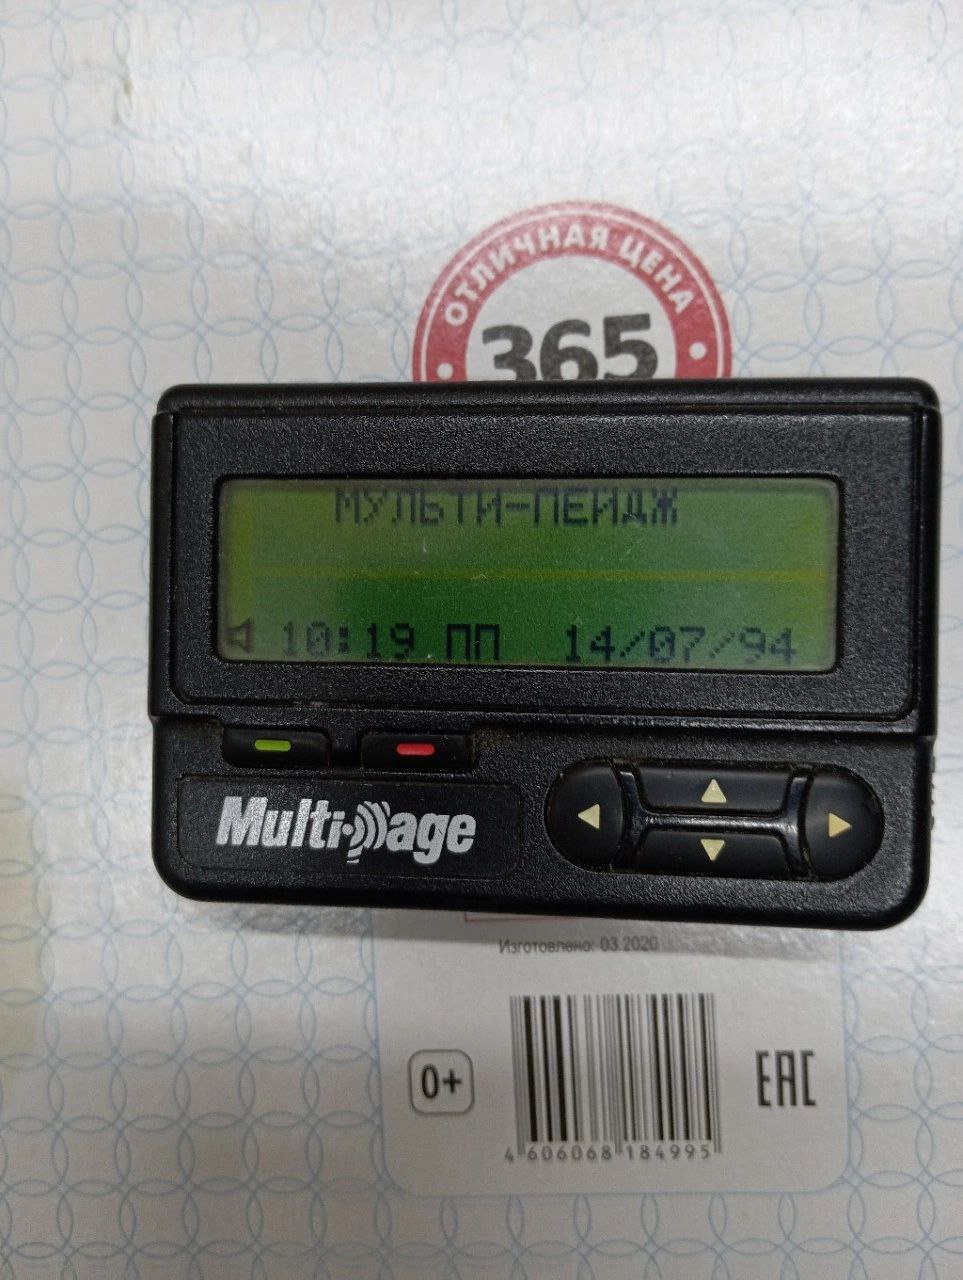 ОТЛИЧНАЯ ЦЕНА
365
МУЛЬТИ-ПЕЙДЖ
10:19 ПП 14/07/94
Multipage
Изготовлено: 03.2020
0+
EAC
4 606068 184995